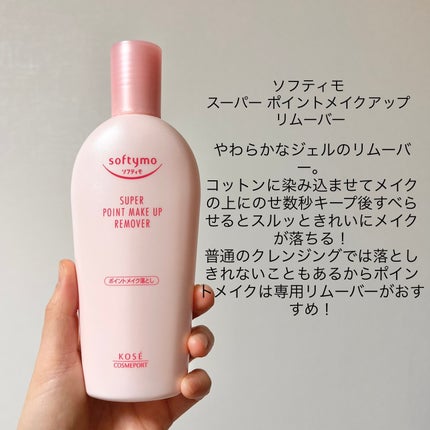 softymo
ソフティモ
SUPER
POINT MAKE UP
REMOVER
ポイントメイク落とし
KOSÉ
COSMEPORT
ソフティモ
スーパー ポイントメイクアップ
リムーバー
やわらかなジェルのリムーバ
ー。
コットンに染み込ませてメイク
の上にのせ数秒キープ後すべら
せるとスルッときれいにメイク
が落ちる！
普通のクレンジングでは落とし
きれないこともあるからポイン
トメイクは専用リムーバーがおす
すめ！